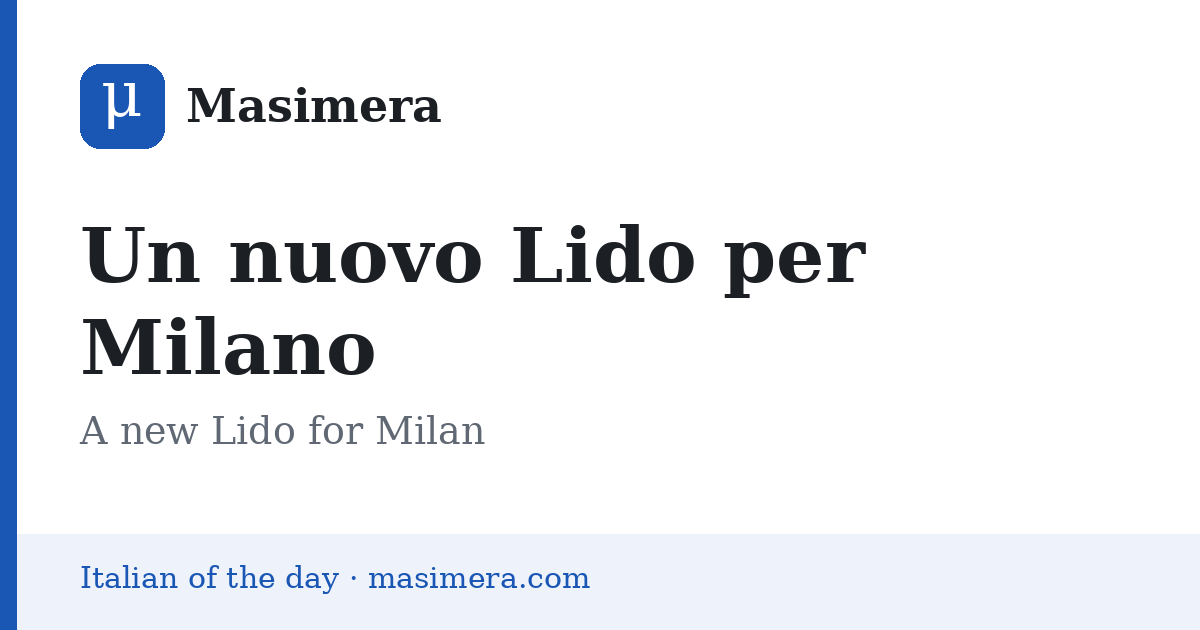 μ Masimera
Un nuovo Lido per
Milano
A new Lido for Milan
Italian of the day · masimera.com